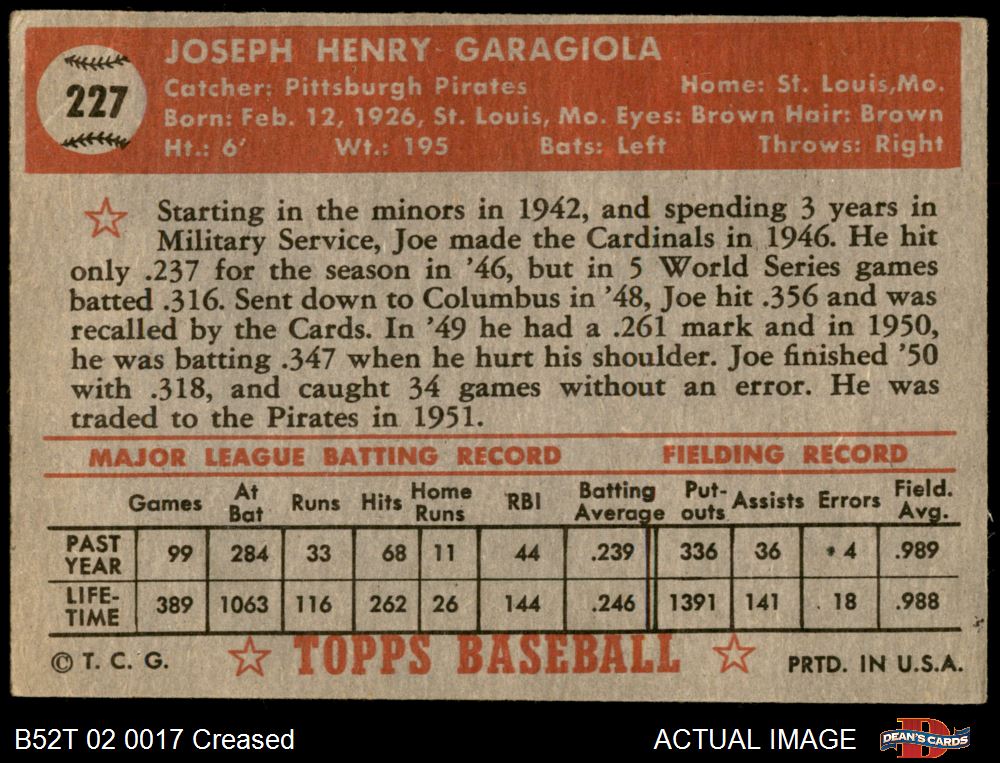 227
JOSEPH HENRY GARAGIOLA
Catcher: Pittsburgh Pirates Home: St. Louis, Mo.
Born: Feb. 12, 1926, St. Louis, Mo. Eyes: Brown Hair: Brown
Ht.: 6' Wt.: 195 Bats: Left Throws: Right
Starting in the minors in 1942, and spending 3 years in
Military Service, Joe made the Cardinals in 1946. He hit
only .237 for the season in '46, but in 5 World Series games
batted .316. Sent down to Columbus in '48, Joe hit .356 and was
recalled by the Cards. In '49 he had a .261 mark and in 1950,
he was batting .347 when he hurt his shoulder. Joe finished '50
with .318, and caught 34 games without an error. He was
traded to the Pirates in 1951.
MAJOR LEAGUE BATTING RECORD FIELDING RECORD
Games At Bat Runs Hits Home Runs RBI Batting Average Put-outs Assists Errors Field. Avg.
PAST YEAR 99 284 33 68 11 44 .239 336 36 4 .989
LIFE-TIME 389 1063 116 262 26 144 .246 1391 141 18 .988
© T. C. G. TOPPS BASEBALL PRTD. IN U.S.A.
B52T 02 0017 Creased ACTUAL IMAGE DEAN'S CARDS